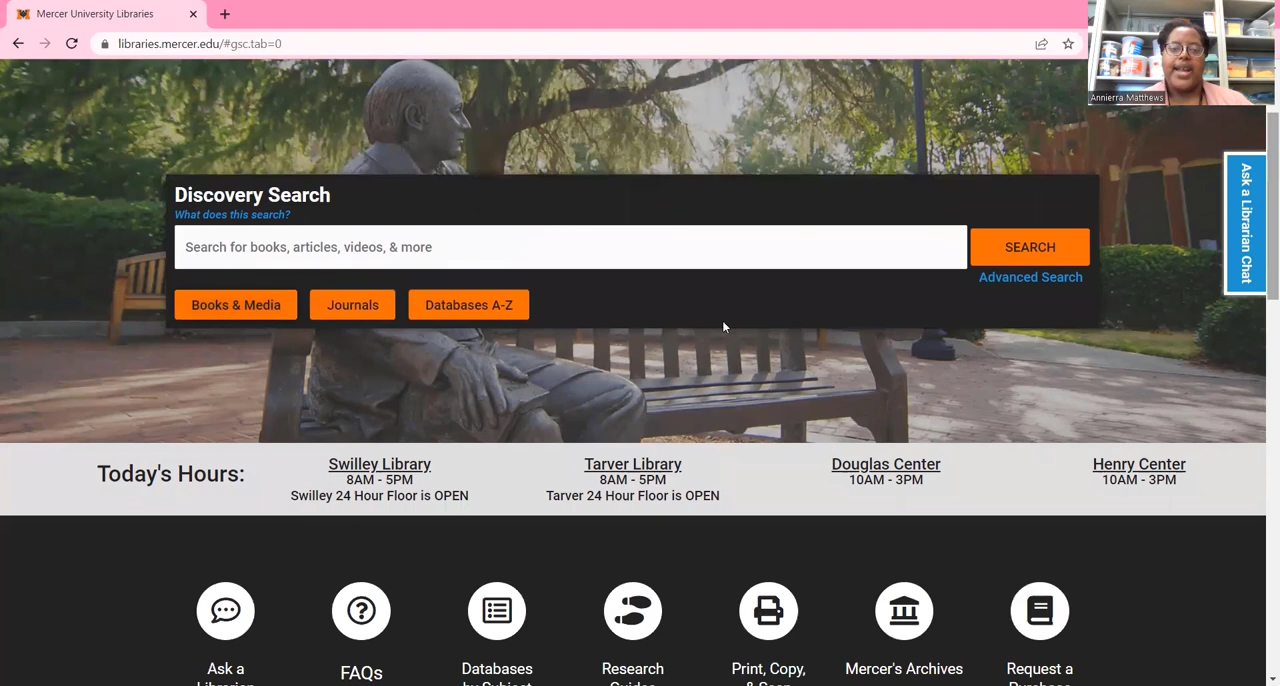 Mercer University Libraries
libraries.mercer.edu/#gsc.tab=0
Annierra Matthews
Discovery Search
What does this search?
Search for books, articles, videos, & more
SEARCH
Advanced Search
Books & Media
Journals
Databases A-Z
Ask a Librarian Chat
Today's Hours:
Swilley Library
8AM - 5PM
Swilley 24 Hour Floor is OPEN
Tarver Library
8AM - 5PM
Tarver 24 Hour Floor is OPEN
Douglas Center
10AM - 3PM
Henry Center
10AM - 3PM
Ask a
Librarian
FAQs
Databases
by Subject
Research
Guides
Print, Copy,
& Scan
Mercer's Archives
Request a
Purchase